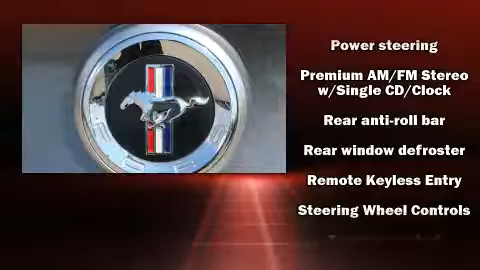 Power steering
Premium AM/FM Stereo
w/Single CD/Clock
Rear anti-roll bar
Rear window defroster
Remote Keyless Entry
Steering Wheel Controls